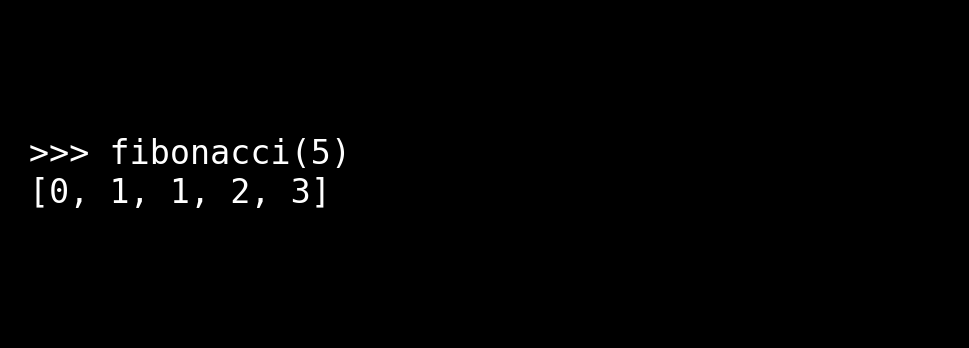 >>> fibonacci(5)
[0, 1, 1, 2, 3]